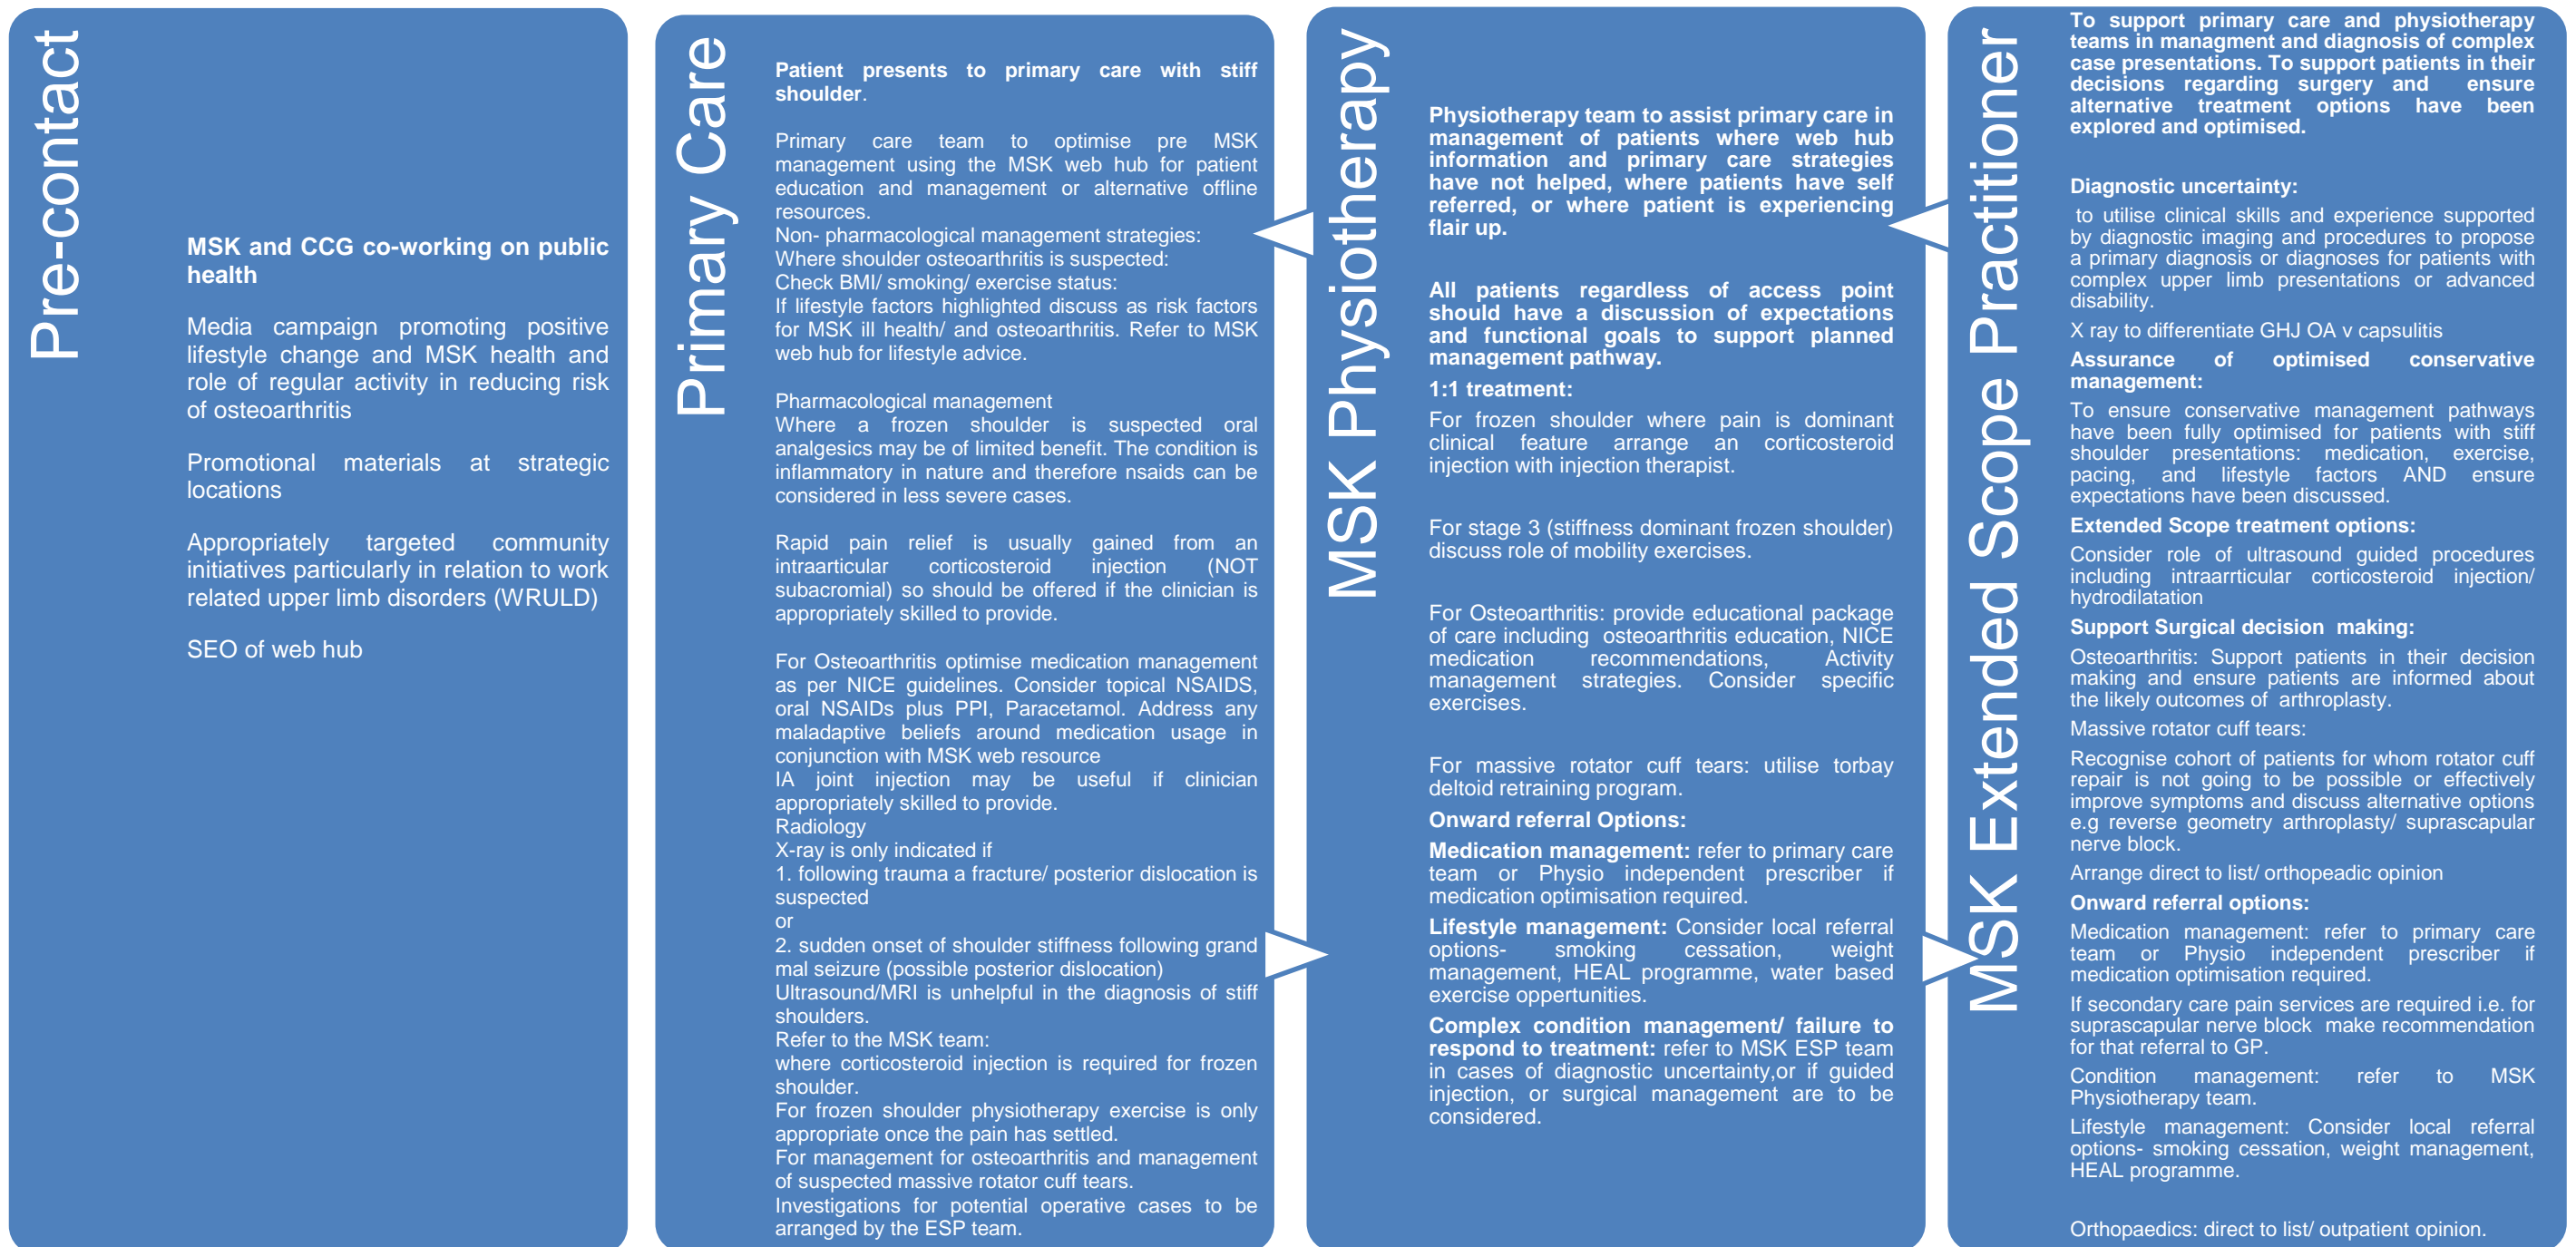 Pre-contact
MSK and CCG co-working on public
health
Media campaign promoting positive
lifestyle change and MSK health and
role of regular activity in reducing risk
of osteoarthritis
Promotional materials at strategic
locations
Appropriately targeted community
initiatives particularly in relation to work
related upper limb disorders (WRULD)
SEO of web hub
Primary Care
Patient presents to primary care with stiff
shoulder.
Primary care team to optimise pre MSK
management using the MSK web hub for patient
education and management or alternative offline
resources.
Non- pharmacological management strategies:
Where shoulder osteoarthritis is suspected:
Check BMI/ smoking/ exercise status:
If lifestyle factors highlighted discuss as risk factors
for MSK ill health/ and osteoarthritis. Refer to MSK
web hub for lifestyle advice.
Pharmacological management
Where a frozen shoulder is suspected oral
analgesics may be of limited benefit. The condition is
inflammatory in nature and therefore nsaids can be
considered in less severe cases.
Rapid pain relief is usually gained from an
intraarticular corticosteroid injection (NOT
subacromial) so should be offered if the clinician is
appropriately skilled to provide.
For Osteoarthritis optimise medication management
as per NICE guidelines. Consider topical NSAIDS,
oral NSAIDs plus PPI, Paracetamol. Address any
maladaptive beliefs around medication usage in
conjunction with MSK web resource
IA joint injection may be useful if clinician
appropriately skilled to provide.
Radiology
X-ray is only indicated if
1. following trauma a fracture/ posterior dislocation is
suspected
or
2. sudden onset of shoulder stiffness following grand
mal seizure (possible posterior dislocation)
Ultrasound/MRI is unhelpful in the diagnosis of stiff
shoulders.
Refer to the MSK team:
where corticosteroid injection is required for frozen
shoulder.
For frozen shoulder physiotherapy exercise is only
appropriate once the pain has settled.
For management for osteoarthritis and management
of suspected massive rotator cuff tears.
Investigations for potential operative cases to be
arranged by the ESP team.
MSK Physiotherapy
Physiotherapy team to assist primary care in
management of patients where web hub
information and primary care strategies
have not helped, where patients have self
referred, or where patient is experiencing
flair up.
All patients regardless of access point
should have a discussion of expectations
and functional goals to support planned
management pathway.
1:1 treatment:
For frozen shoulder where pain is dominant
clinical feature arrange an corticosteroid
injection with injection therapist.
For stage 3 (stiffness dominant frozen shoulder)
discuss role of mobility exercises.
For Osteoarthritis: provide educational package
of care including osteoarthritis education, NICE
medication recommendations, Activity
management strategies. Consider specific
exercises.
For massive rotator cuff tears: utilise torbay
deltoid retraining program.
Onward referral Options:
Medication management: refer to primary care
team or Physio independent prescriber if
medication optimisation required.
Lifestyle management: Consider local referral
options- smoking cessation, weight
management, HEAL programme, water based
exercise oppertunities.
Complex condition management/ failure to
respond to treatment: refer to MSK ESP team
in cases of diagnostic uncertainty,or if guided
injection, or surgical management are to be
considered.
MSK Extended Scope Practitioner
To support primary care and physiotherapy
teams in managment and diagnosis of complex
case presentations. To support patients in their
decisions regarding surgery and ensure
alternative treatment options have been
explored and optimised.
Diagnostic uncertainty:
to utilise clinical skills and experience supported
by diagnostic imaging and procedures to propose
a primary diagnosis or diagnoses for patients with
complex upper limb presentations or advanced
disability.
X ray to differentiate GHJ OA v capsulitis
Assurance of optimised conservative
management:
To ensure conservative management pathways
have been fully optimised for patients with stiff
shoulder presentations: medication, exercise,
pacing, and lifestyle factors AND ensure
expectations have been discussed.
Extended Scope treatment options:
Consider role of ultrasound guided procedures
including intraarrticular corticosteroid injection/
hydrodilatation
Support Surgical decision making:
Osteoarthritis: Support patients in their decision
making and ensure patients are informed about
the likely outcomes of arthroplasty.
Massive rotator cuff tears:
Recognise cohort of patients for whom rotator cuff
repair is not going to be possible or effectively
improve symptoms and discuss alternative options
e.g reverse geometry arthroplasty/ suprascapular
nerve block.
Arrange direct to list/ orthopeadic opinion
Onward referral options:
Medication management: refer to primary care
team or Physio independent prescriber if
medication optimisation required.
If secondary care pain services are required i.e. for
suprascapular nerve block make recommendation
for that referral to GP.
Condition management: refer to MSK
Physiotherapy team.
Lifestyle management: Consider local referral
options- smoking cessation, weight management,
HEAL programme.
Orthopaedics: direct to list/ outpatient opinion.